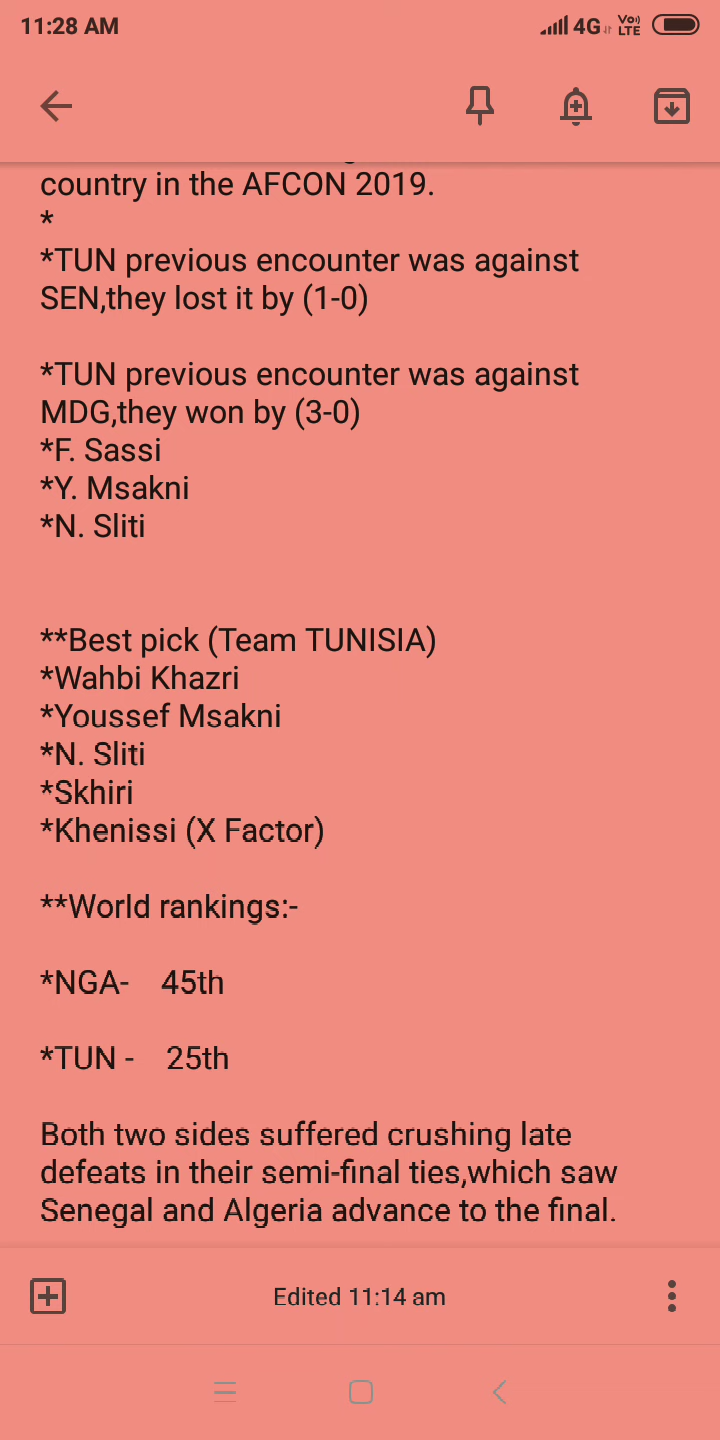 11:28 AM 4G Vo)) LTE
country in the AFCON 2019.
*
*TUN previous encounter was against
SEN,they lost it by (1-0)
*TUN previous encounter was against
MDG,they won by (3-0)
*F. Sassi
*Y. Msakni
*N. Sliti
**Best pick (Team TUNISIA)
*Wahbi Khazri
*Youssef Msakni
*N. Sliti
*Skhiri
*Khenissi (X Factor)
**World rankings:-
*NGA- 45th
*TUN - 25th
Both two sides suffered crushing late
defeats in their semi-final ties,which saw
Senegal and Algeria advance to the final.
Edited 11:14 am